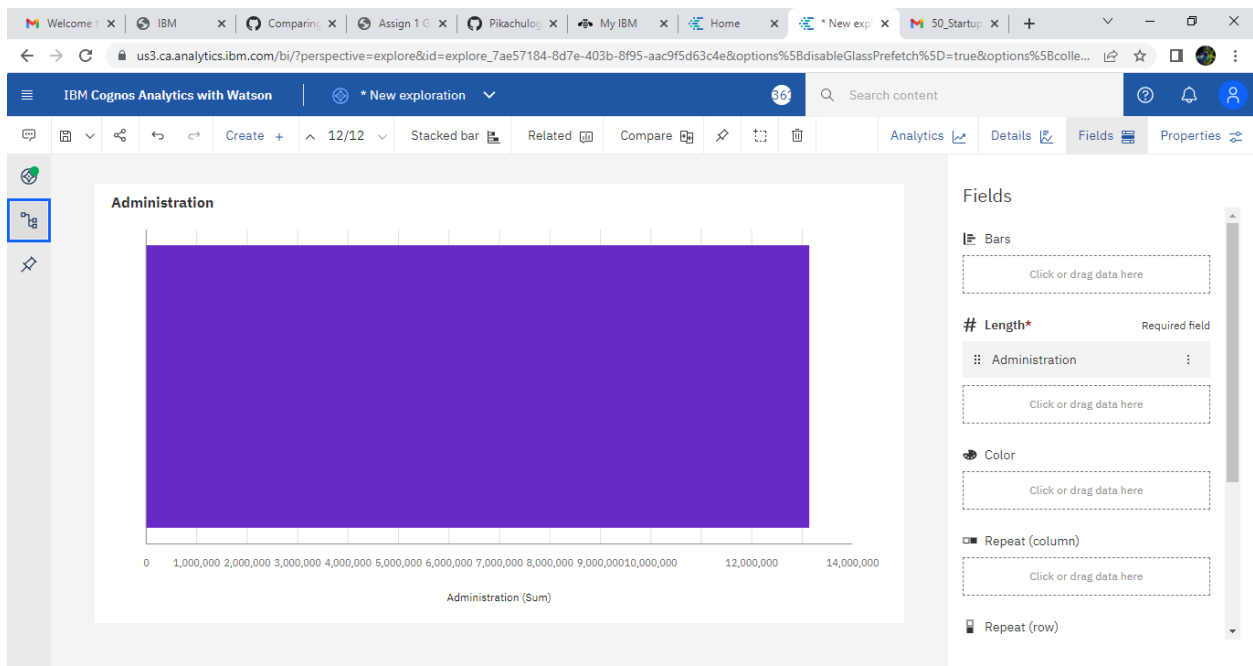 Welcome t
IBM
Comparing
Assign 1 G
Pikachulog
My IBM
Home
* New expl
50_Startup
us3.ca.analytics.ibm.com/bi/?perspective=explore&id=explore_7ae57184-8d7e-403b-8f95-aac9f5d63c4e&options%5BdisableGlassPrefetch%5D=true&options%5Bcolle...
IBM Cognos Analytics with Watson
* New exploration
Search content
Create +
12/12
Stacked bar
Related
Compare
Analytics
Details
Fields
Properties
Administration
0 1,000,000 2,000,000 3,000,000 4,000,000 5,000,000 6,000,000 7,000,000 8,000,000 9,000,00010,000,000 12,000,000 14,000,000
Administration (Sum)
Fields
Bars
Click or drag data here
# Length* Required field
Administration
Click or drag data here
Color
Click or drag data here
Repeat (column)
Click or drag data here
Repeat (row)